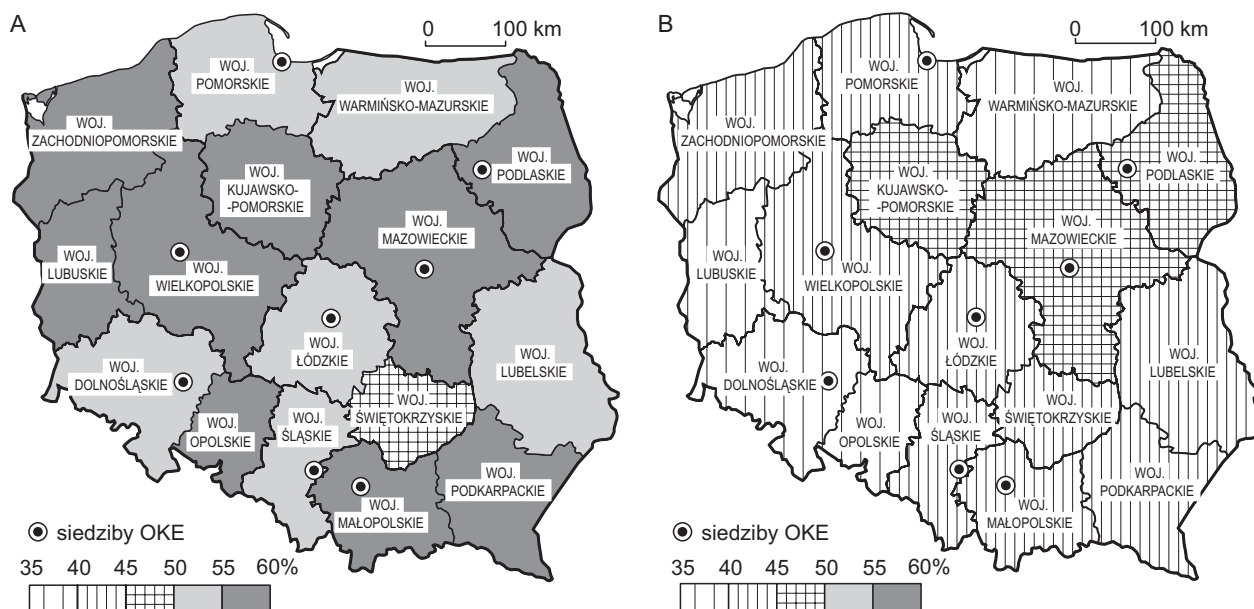 A
0 100 km
WOJ.
POMORSKIE
WOJ.
WARMIŃSKO-MAZURSKIE
WOJ.
ZACHODNIOPOMORSKIE
WOJ.
PODLASKIE
WOJ.
KUJAWSKO-
-POMORSKIE
WOJ.
MAZOWIECKIE
WOJ.
LUBUSKIE
WOJ.
WIELKOPOLSKIE
WOJ.
ŁÓDZKIE
WOJ.
LUBELSKIE
WOJ.
DOLNOŚLĄSKIE
WOJ.
ŚWIĘTOKRZYSKIE
WOJ.
OPOLSKIE
WOJ.
ŚLĄSKIE
WOJ.
PODKARPACKIE
WOJ.
MAŁOPOLSKIE
siedziby OKE
35 40 45 50 55 60%
B
0 100 km
WOJ.
POMORSKIE
WOJ.
WARMIŃSKO-MAZURSKIE
WOJ.
ZACHODNIOPOMORSKIE
WOJ.
PODLASKIE
WOJ.
KUJAWSKO-
-POMORSKIE
WOJ.
MAZOWIECKIE
WOJ.
LUBUSKIE
WOJ.
WIELKOPOLSKIE
WOJ.
ŁÓDZKIE
WOJ.
LUBELSKIE
WOJ.
DOLNOŚLĄSKIE
WOJ.
ŚWIĘTOKRZYSKIE
WOJ.
OPOLSKIE
WOJ.
ŚLĄSKIE
WOJ.
PODKARPACKIE
WOJ.
MAŁOPOLSKIE
siedziby OKE
35 40 45 50 55 60%